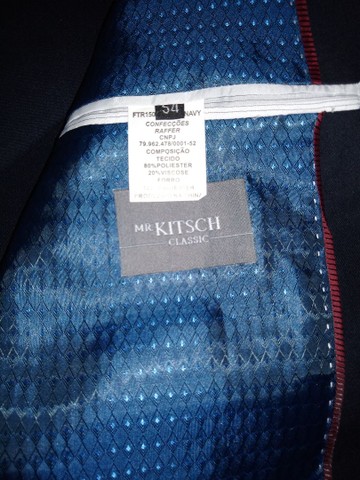 54
FTR150 NAVY
CONFECÇÕES
RAFFER
CNPJ
79.962.478/0001-52
COMPOSIÇÃO
TECIDO
80%POLIESTER
20%VISCOSE
FORRO
MR. KITSCH
CLASSIC